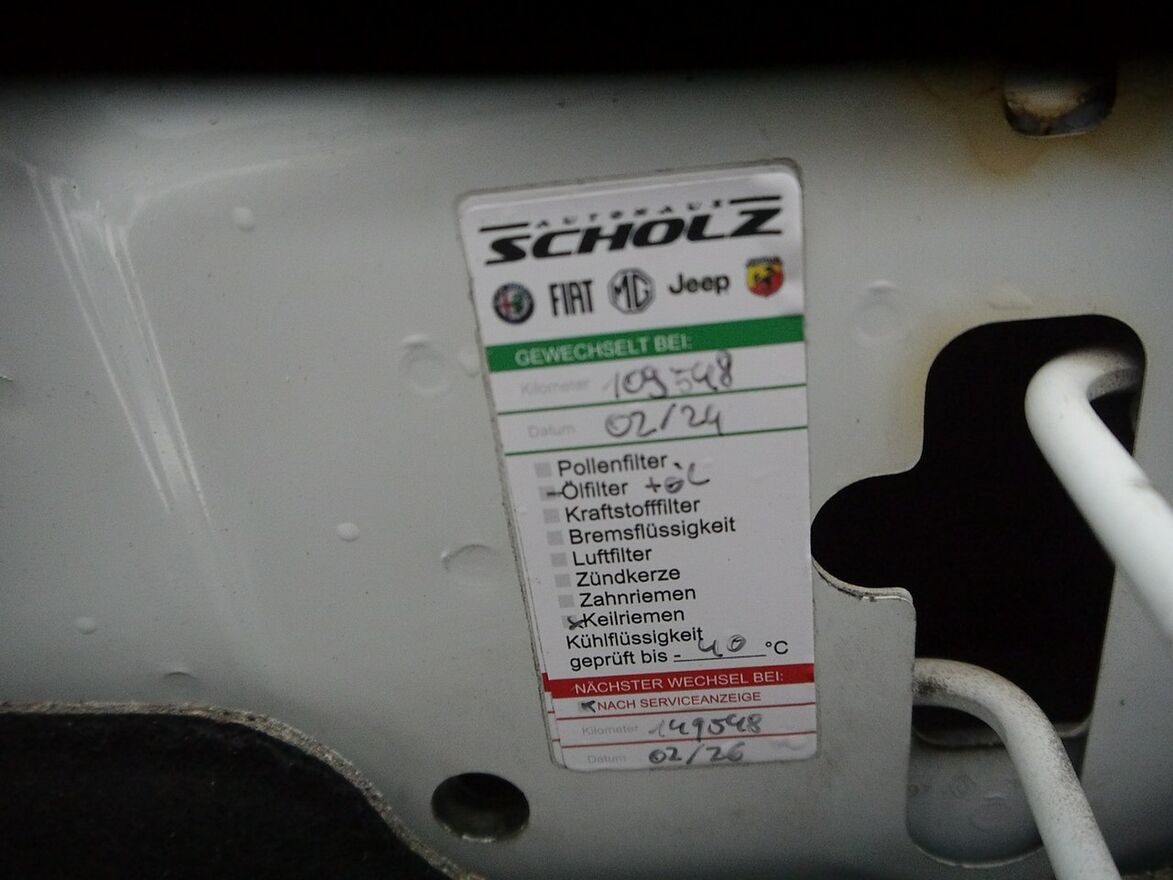 AUTOHAUS
SCHOLZ
FIAT MG Jeep
GEWECHSELT BEI:
Kilometer 109548
Datum 02/24
Pollenfilter
Ölfilter +ÖL
Kraftstofffilter
Bremsflüssigkeit
Luftfilter
Zündkerze
Zahnriemen
Keilriemen
Kühlflüssigkeit
geprüft bis - 40 °C
NÄCHSTER WECHSEL BEI:
NACH SERVICEANZEIGE
Kilometer 149548
Datum 02/26